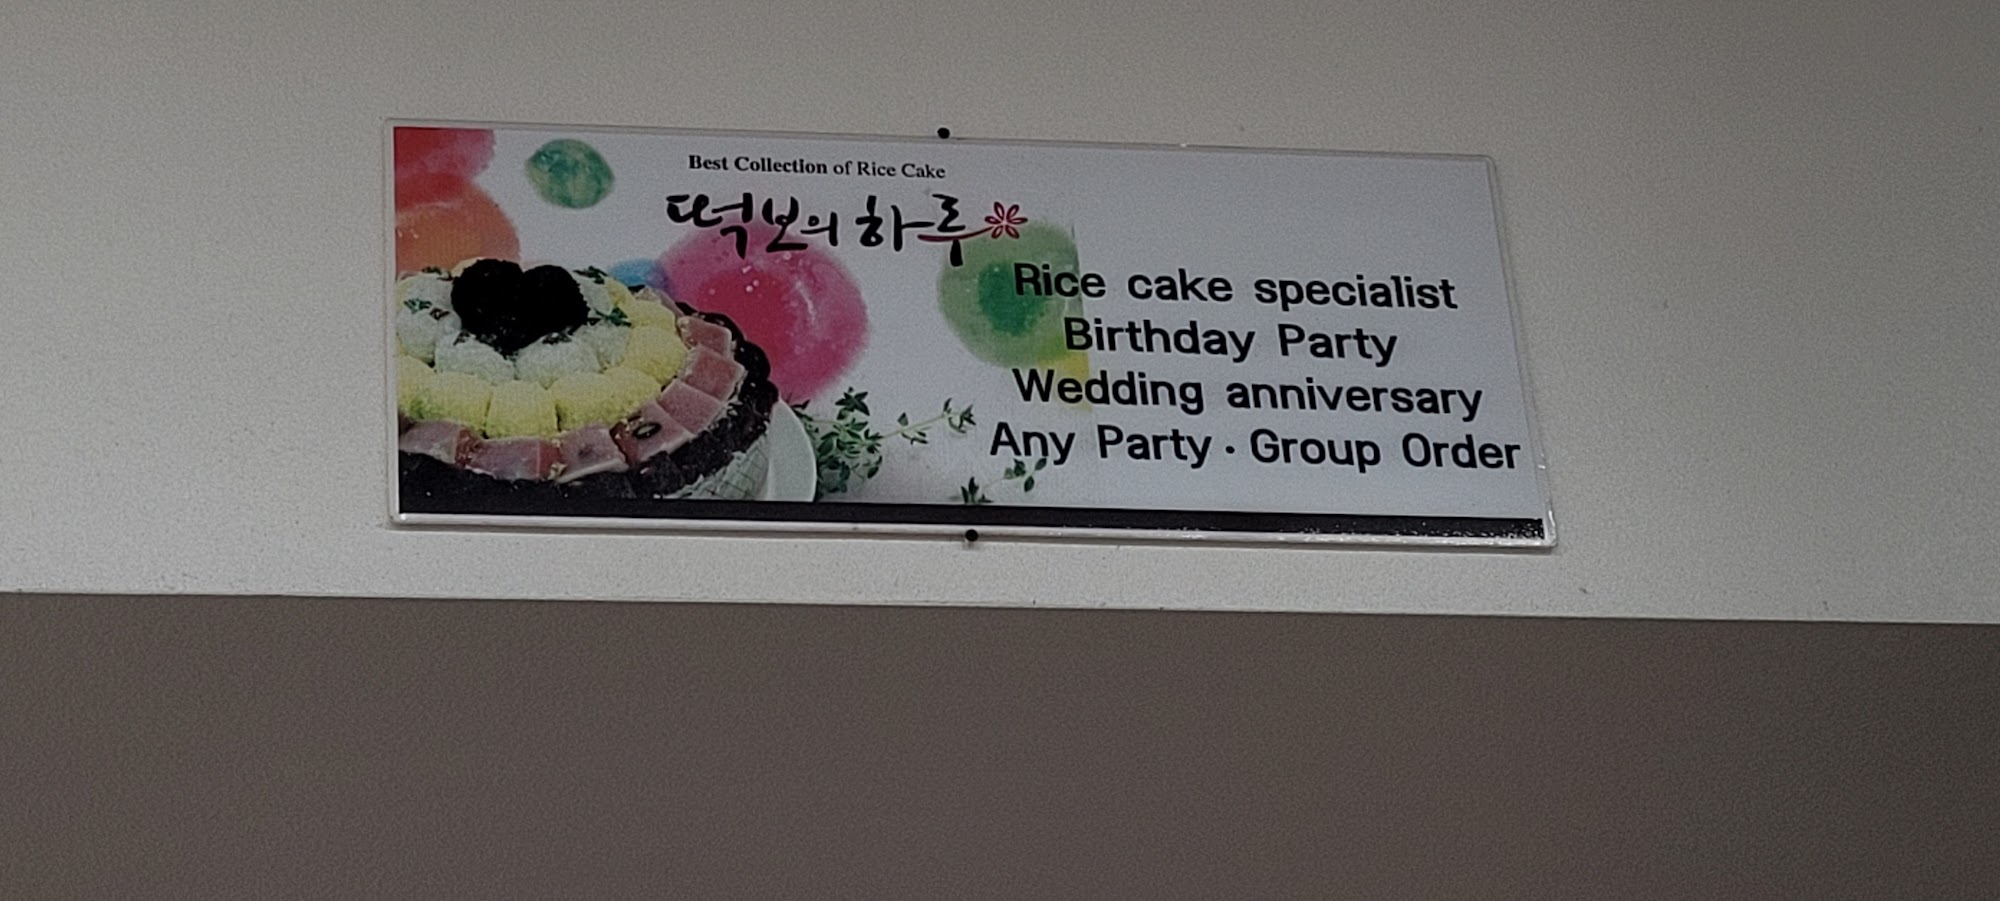 Best Collection of Rice Cake
떡보의하루
Rice cake specialist
Birthday Party
Wedding anniversary
Any Party · Group Order